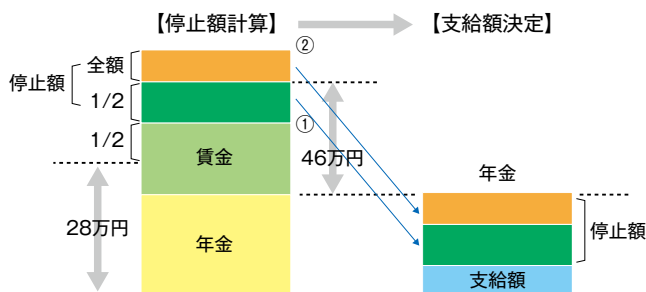 【停止額計算】
【支給額決定】
②
全額
停止額
1/2
①
1/2
賃金
46万円
年金
28万円
年金
停止額
支給額